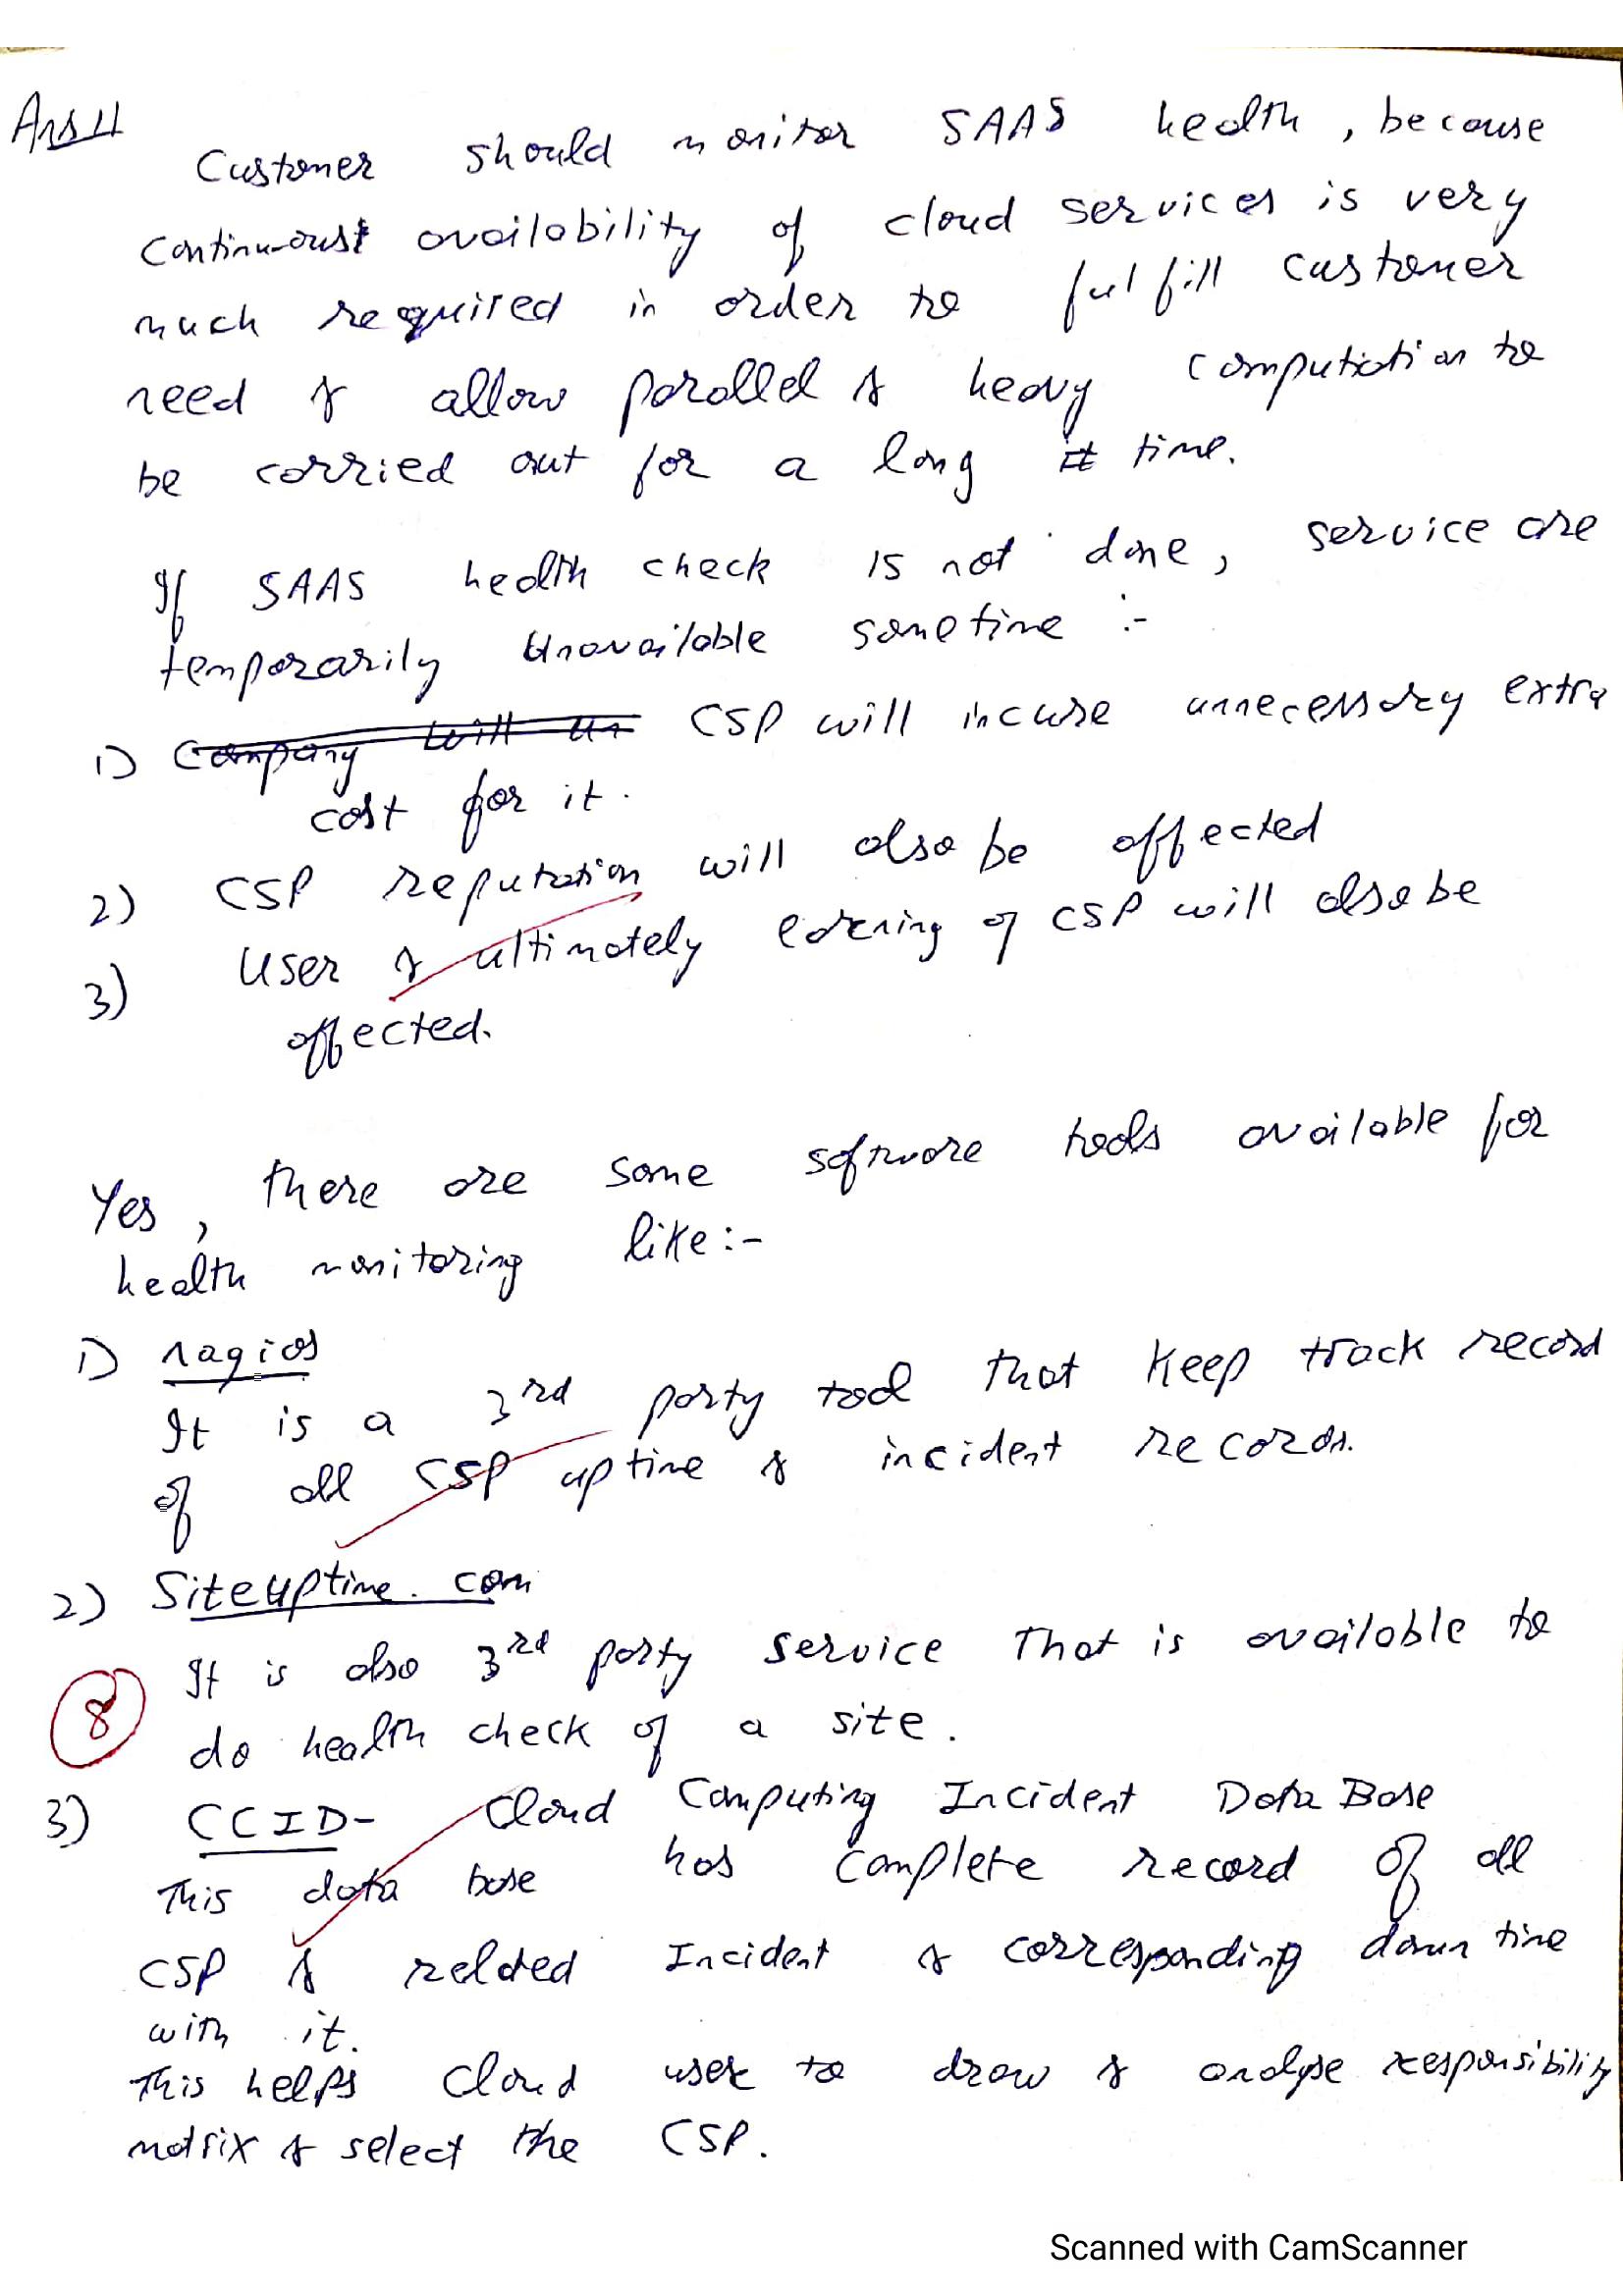 Ans 4
Customer should monitor SAAS health, because
Continuous availability of cloud services is very
much required in order to fulfill customer
need & allow parallel & heavy computiation to
be carried out for a long time.
If SAAS health check is not done, service are
temporarily Unavailable sometime :-
1) Company will un CSP will incure unnecessary extra
cost for it.
2) CSP reputation will also be affected
3) User & ultimately earning of CSP will also be
affected.
Yes, there are some software tools available for
health monitoring like:-
1) nagios
It is a 3rd party tool that keep track record
of all CSP uptime & incident records.
2) Siteuptime.com
It is also 3rd party service that is available to
8
do health check of a site.
3) CCID- Cloud Computing Incident Data Base
This data base has complete record of all
CSP & related Incident & corresponding down time
with it.
This helps cloud user to draw & analyse responsibility
matrix & select the CSP.
Scanned with CamScanner